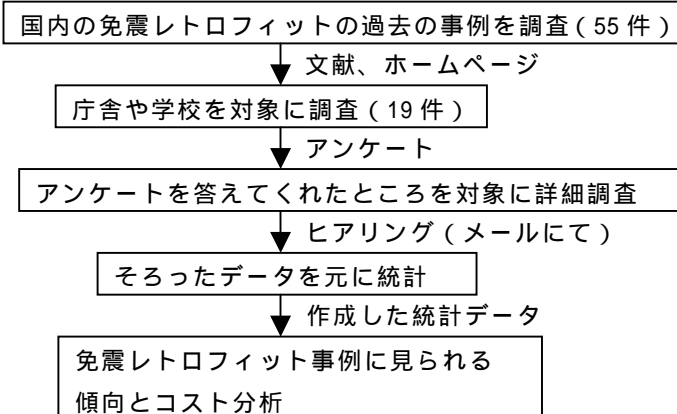 国内の免震レトロフィットの過去の事例を調査(55 件)
文献、ホームページ
庁舎や学校を対象に調査(19 件)
アンケート
アンケートを答えてくれたところを対象に詳細調査
ヒアリング(メールにて)
そろったデータを元に統計
作成した統計データ
免震レトロフィット事例に見られる
傾向とコスト分析